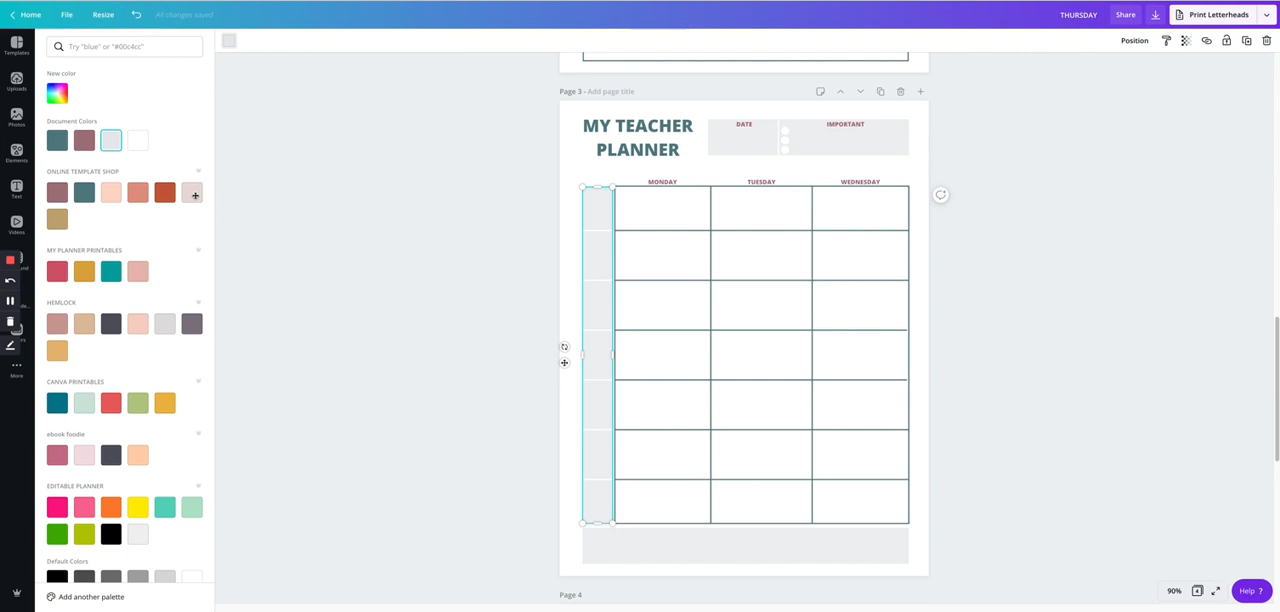 Home File Resize All changes saved THURSDAY Share Print Letterheads
Try "blue" or "#00c4cc" Position
Templates
Uploads
Photos
Elements
Text
Videos
More
New color
Document Colors
ONLINE TEMPLATE SHOP
MY PLANNER PRINTABLES
HEMLOCK
CANVA PRINTABLES
ebook foodie
EDITABLE PLANNER
Default Colors
Add another palette
Page 3 - Add page title
MY TEACHER
PLANNER
DATE IMPORTANT
MONDAY TUESDAY WEDNESDAY
Page 4
90% 4 Help ?